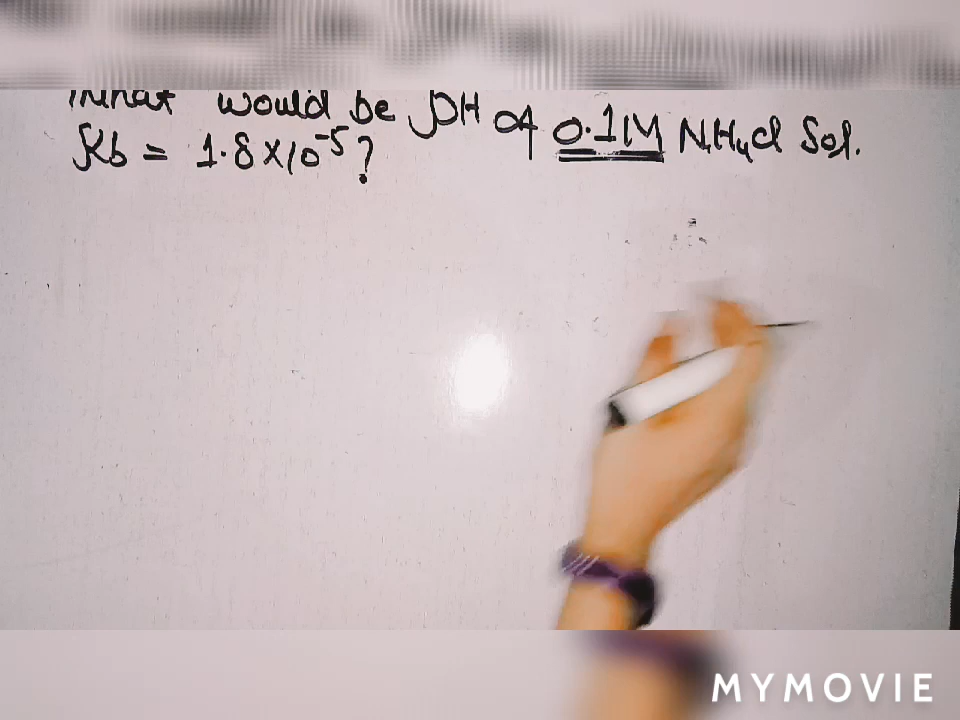 What would be pH of 0.1M NH4Cl Sol.
Kb = 1.8×10⁻⁵?
MYMOVIE